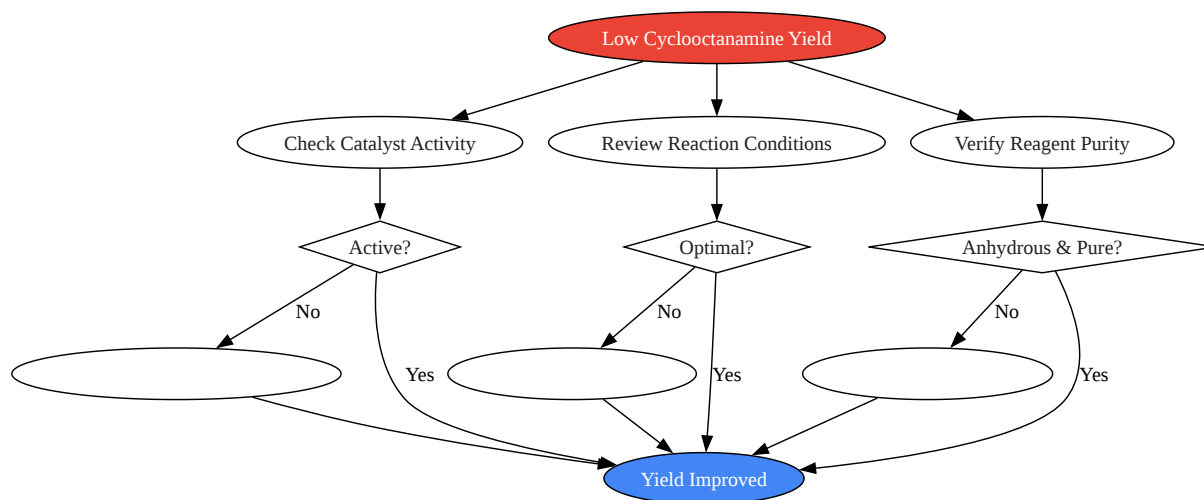 Low Cyclooctanamine Yield
Check Catalyst Activity
Review Reaction Conditions
Verify Reagent Purity
Active?
Optimal?
Anhydrous & Pure?
No
No
No
Yes
Yes
Yes
Yield Improved